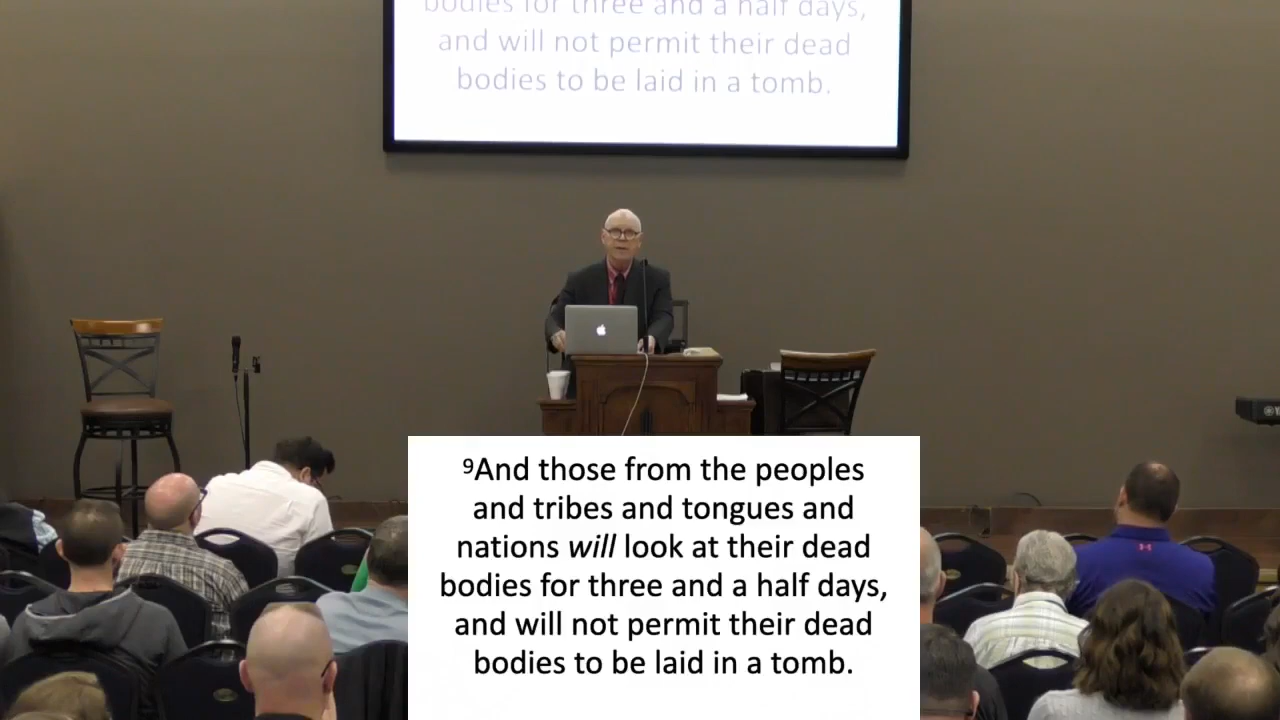 bodies for three and a half days,
and will not permit their dead
bodies to be laid in a tomb.
⁹And those from the peoples
and tribes and tongues and
nations will look at their dead
bodies for three and a half days,
and will not permit their dead
bodies to be laid in a tomb.